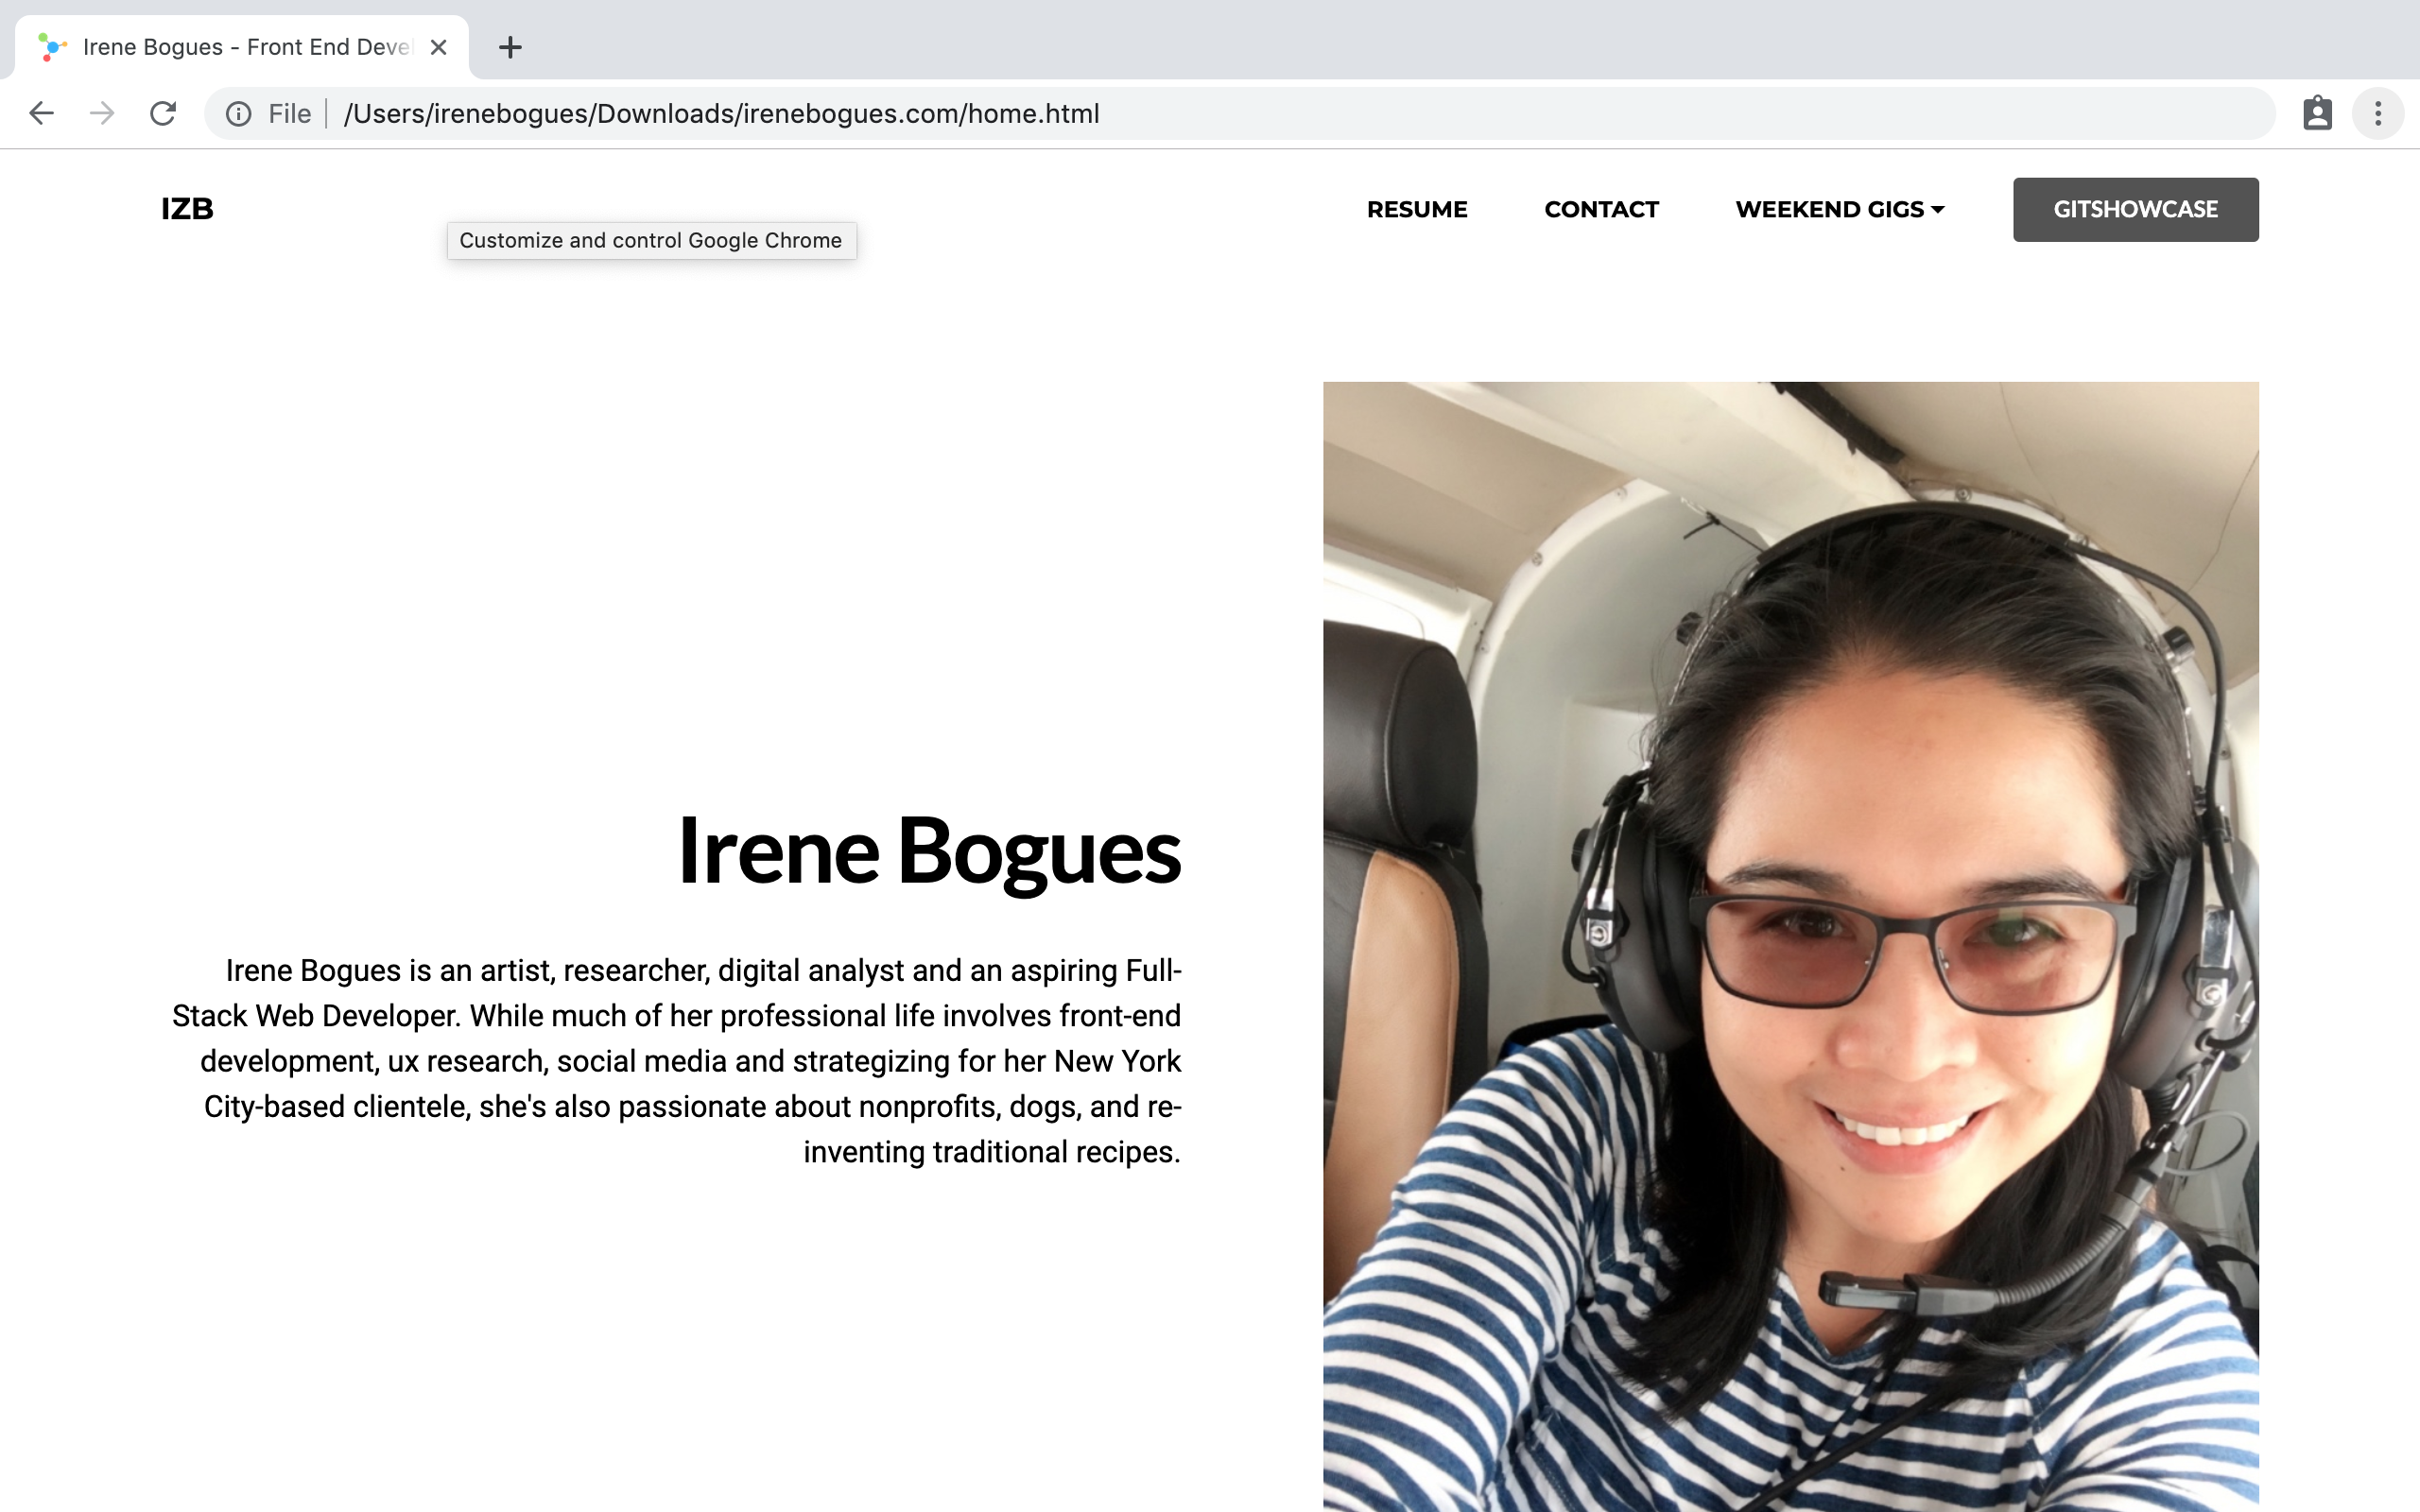 Irene Bogues - Front End Devel
File
/Users/irenebogues/Downloads/irenebogues.com/home.html
IZB
RESUME
CONTACT
WEEKEND GIGS
GITSHOWCASE
Customize and control Google Chrome
Irene Bogues
Irene Bogues is an artist, researcher, digital analyst and an aspiring Full-
Stack Web Developer. While much of her professional life involves front-end
development, ux research, social media and strategizing for her New York
City-based clientele, she's also passionate about nonprofits, dogs, and re-
inventing traditional recipes.